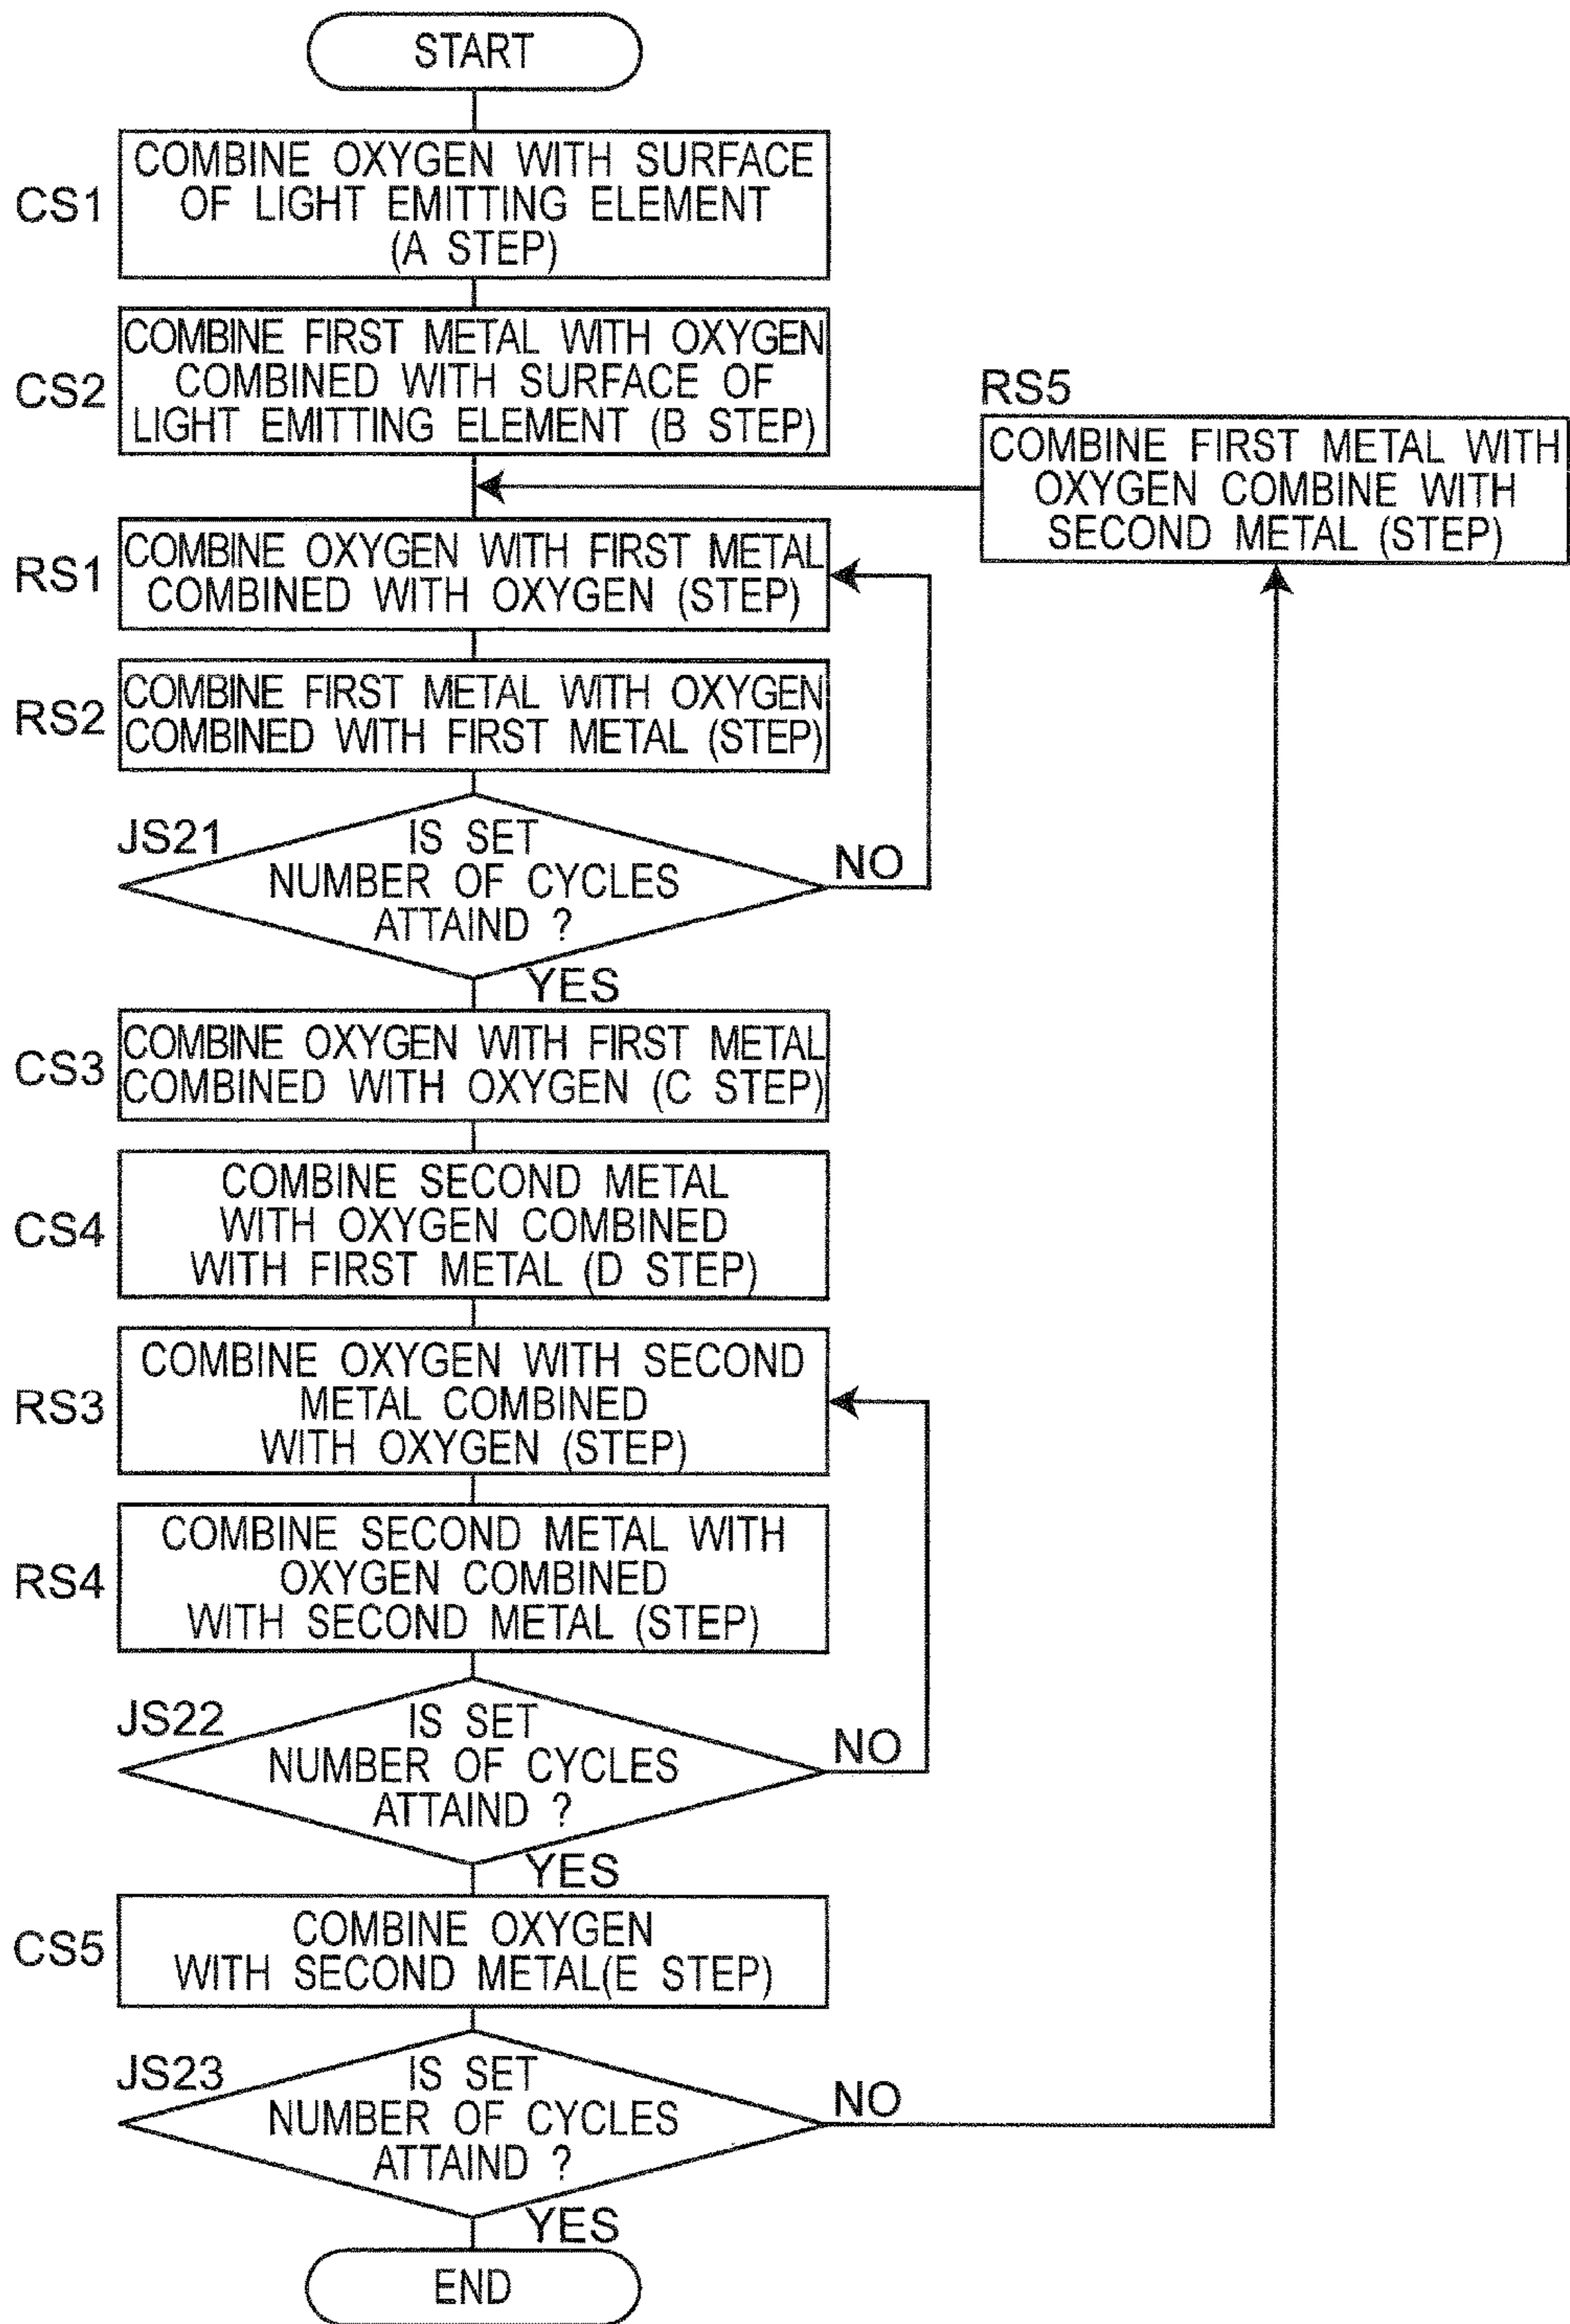 START
CS1
COMBINE OXYGEN WITH SURFACE
OF LIGHT EMITTING ELEMENT
(A STEP)
CS2
COMBINE FIRST METAL WITH OXYGEN
COMBINED WITH SURFACE OF
LIGHT EMITTING ELEMENT (B STEP)
RS5
COMBINE FIRST METAL WITH
OXYGEN COMBINE WITH
SECOND METAL (STEP)
RS1
COMBINE OXYGEN WITH FIRST METAL
COMBINED WITH OXYGEN (STEP)
RS2
COMBINE FIRST METAL WITH OXYGEN
COMBINED WITH FIRST METAL (STEP)
JS21
IS SET
NUMBER OF CYCLES
ATTAIND ?
NO
YES
CS3
COMBINE OXYGEN WITH FIRST METAL
COMBINED WITH OXYGEN (C STEP)
CS4
COMBINE SECOND METAL
WITH OXYGEN COMBINED
WITH FIRST METAL (D STEP)
RS3
COMBINE OXYGEN WITH SECOND
METAL COMBINED
WITH OXYGEN (STEP)
RS4
COMBINE SECOND METAL WITH
OXYGEN COMBINED
WITH SECOND METAL (STEP)
JS22
IS SET
NUMBER OF CYCLES
ATTAIND ?
NO
YES
CS5
COMBINE OXYGEN
WITH SECOND METAL(E STEP)
JS23
IS SET
NUMBER OF CYCLES
ATTAIND ?
NO
YES
END